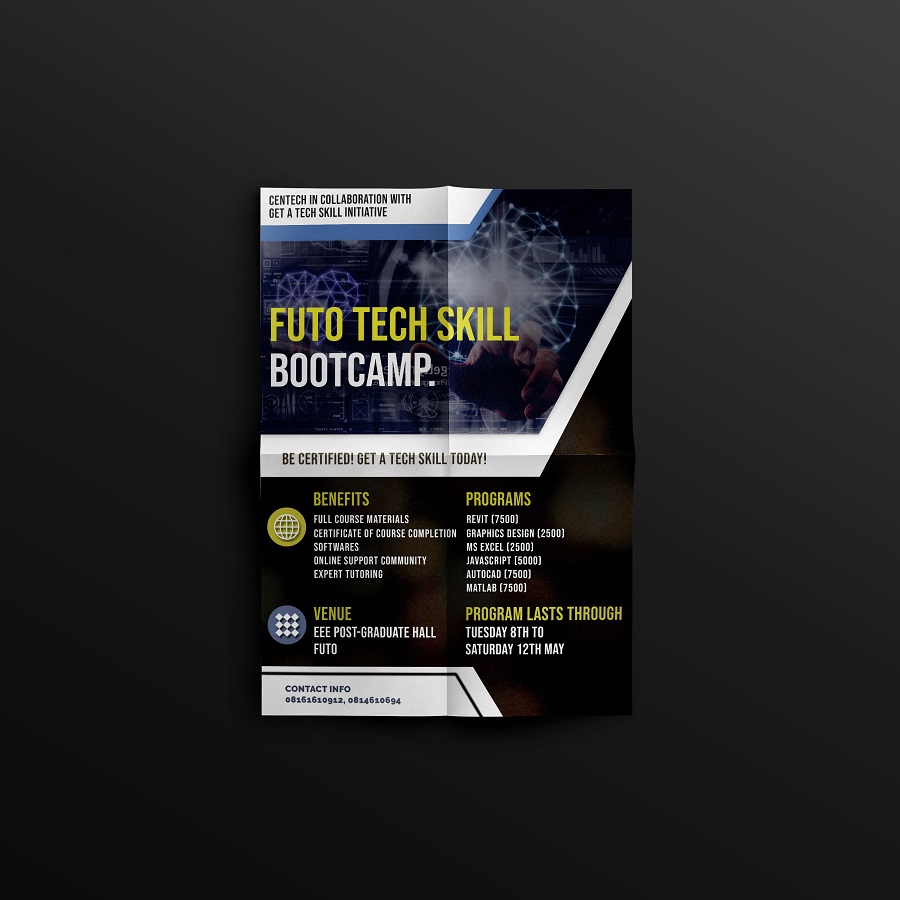 CENTECH IN COLLABORATION WITH
GET A TECH SKILL INITIATIVE
FUTO TECH SKILL
BOOTCAMP.
BE CERTIFIED! GET A TECH SKILL TODAY!
BENEFITS
FULL COURSE MATERIALS
CERTIFICATE OF COURSE COMPLETION
SOFTWARES
ONLINE SUPPORT COMMUNITY
EXPERT TUTORING
PROGRAMS
REVIT (7500)
GRAPHICS DESIGN (2500)
MS EXCEL (2500)
JAVASCRIPT (5000)
AUTOCAD (7500)
MATLAB (7500)
VENUE
EEE POST-GRADUATE HALL
FUTO
PROGRAM LASTS THROUGH
TUESDAY 8TH TO
SATURDAY 12TH MAY
CONTACT INFO
08161610912, 0814610694